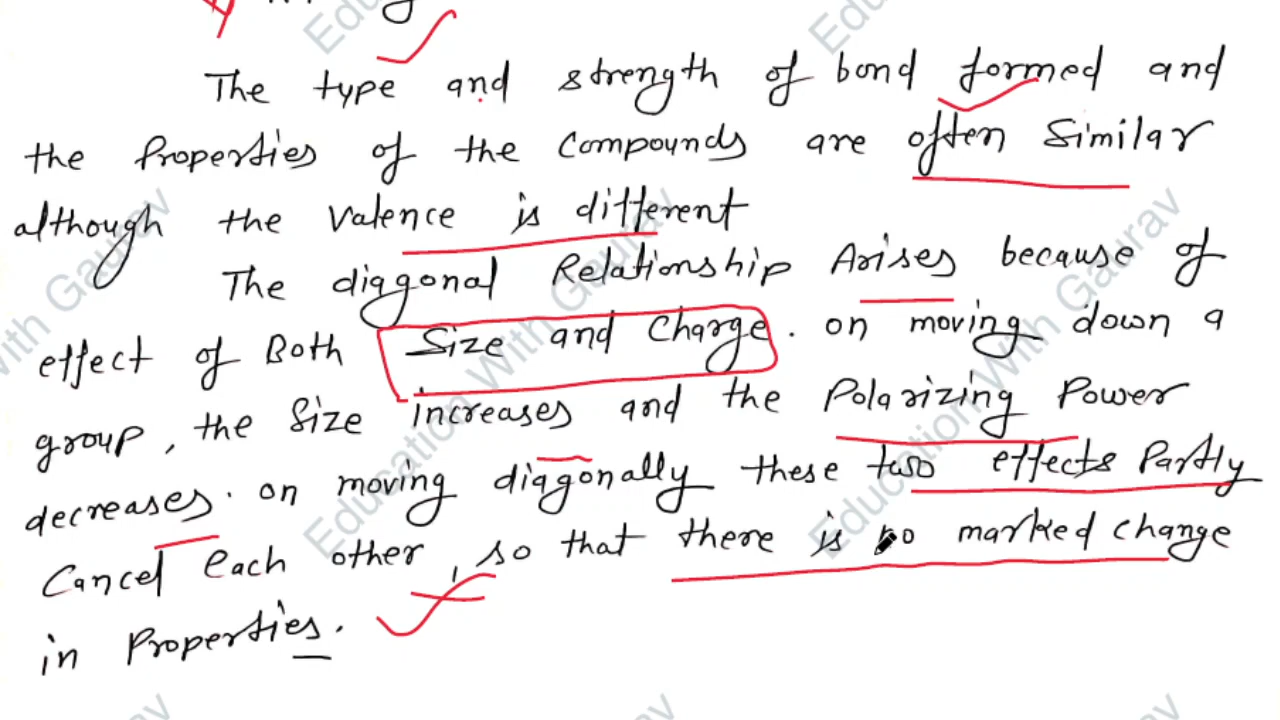 The type and strength of bond formed and
the Properties of the Compounds are often Similar
although the Valence is different
The diagonal Relationship Arises because of
effect of Both Size and Charge. on moving down a
group, the Size increases and the Polarizing Power
decreases. on moving diagonally these two effects Partly
Cancel each other, so that there is no marked change
in Properties.
Education With Gaurav